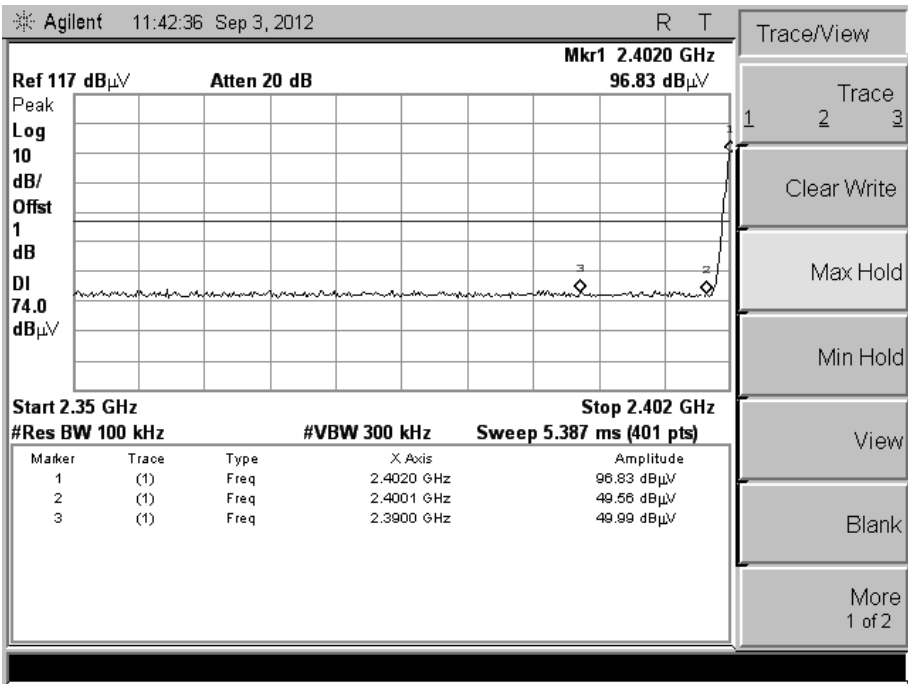 Agilent 11:42:36 Sep 3, 2012 R T
Mkr1 2.4020 GHz
Ref 117 dBμV Atten 20 dB 96.83 dBμV
Peak
Log
10
dB/
Offst
1
dB
DI
74.0
dBμV
1
3
2
Start 2.35 GHz Stop 2.402 GHz
#Res BW 100 kHz #VBW 300 kHz Sweep 5.387 ms (401 pts)
Marker Trace Type X Axis Amplitude
1 (1) Freq 2.4020 GHz 96.83 dBμV
2 (1) Freq 2.4001 GHz 49.56 dBμV
3 (1) Freq 2.3900 GHz 49.99 dBμV
Trace/View
Trace
1 2 3
Clear Write
Max Hold
Min Hold
View
Blank
More
1 of 2